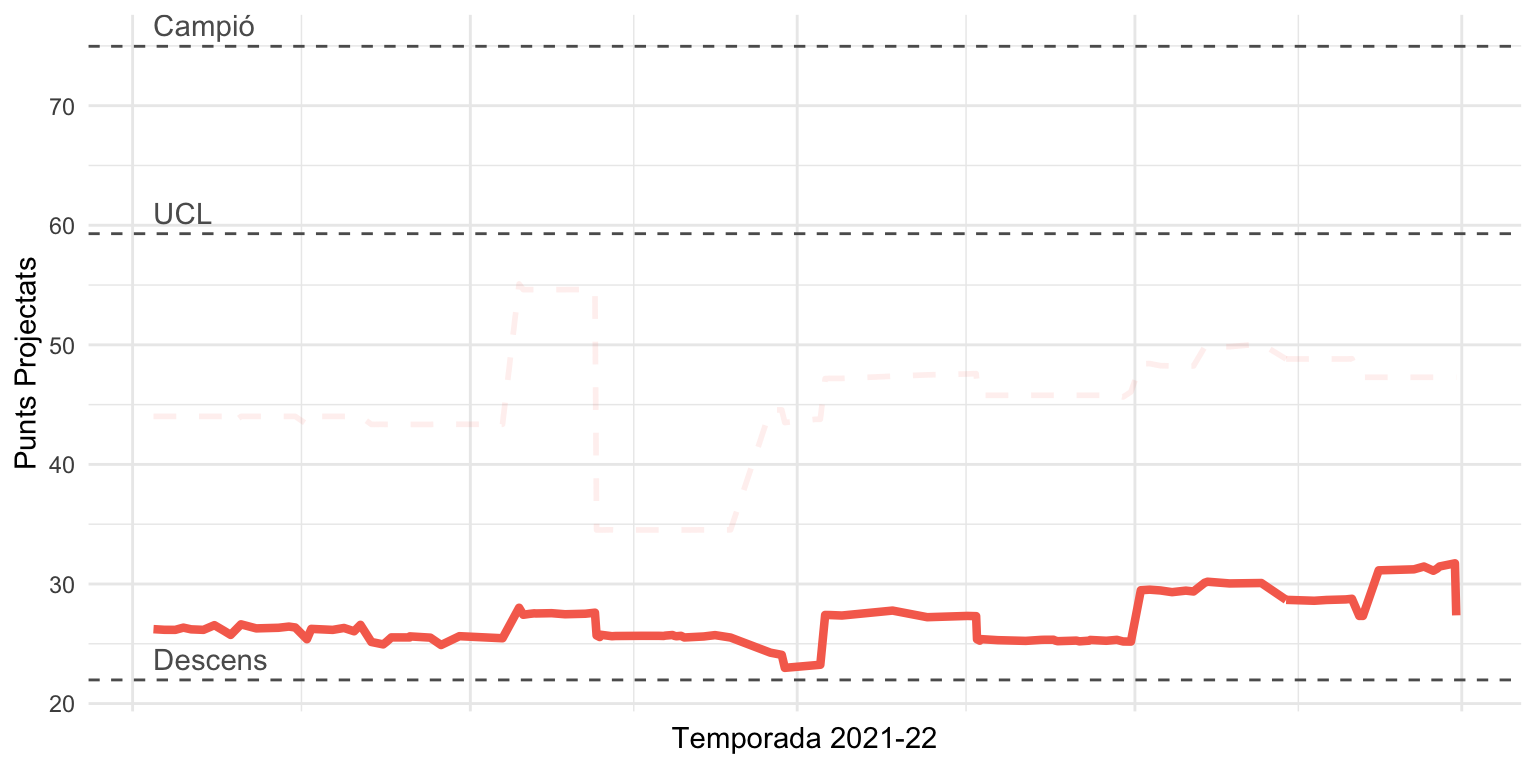 Campió
70
UCL
60
50
40
30
Descens
20
Punts Projectats
Temporada 2021-22